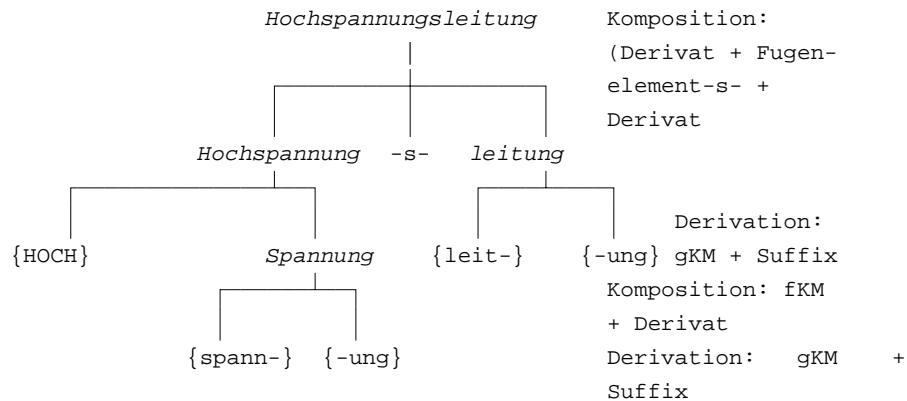 Hochspannungsleitung Komposition:
(Derivat + Fugen-
element-s- +
Derivat
Hochspannung -s- leitung
Derivation:
{HOCH} Spannung {leit-} {-ung} gKM + Suffix
Komposition: fKM
+ Derivat
{spann-} {-ung}
Derivation: gKM +
Suffix